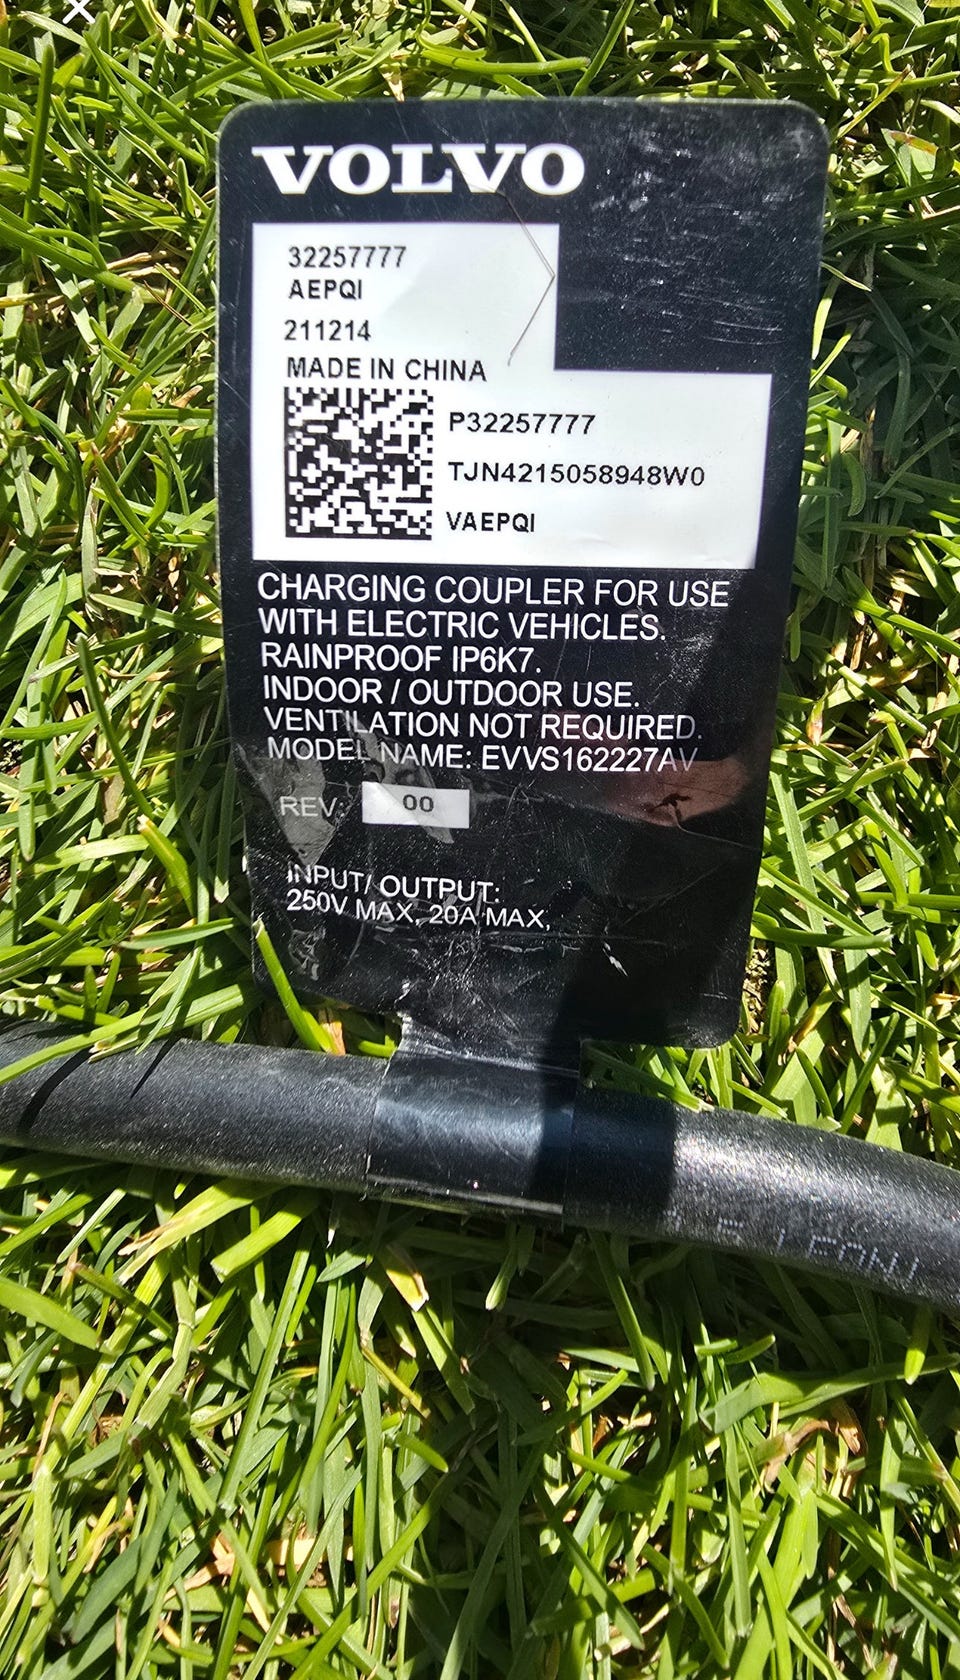 VOLVO
32257777
AEPQI
211214
MADE IN CHINA
P32257777
TJN4215058948W0
VAEPQI
CHARGING COUPLER FOR USE
WITH ELECTRIC VEHICLES.
RAINPROOF IP6K7.
INDOOR / OUTDOOR USE.
VENTILATION NOT REQUIRED.
MODEL NAME: EVVS162227AV
REV: 00
INPUT/ OUTPUT:
250V MAX, 20A MAX,
LEONI